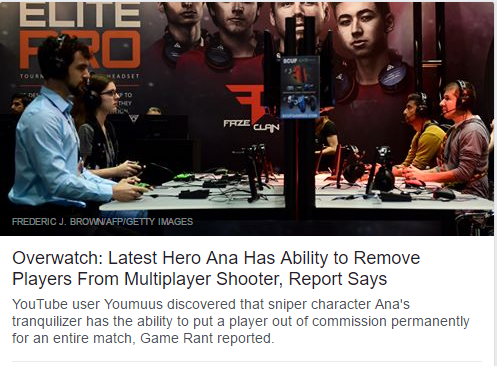 ELITE
PRO
TOURNAMENT HEADSET
FAZE CLAN
FREDERIC J. BROWN/AFP/GETTY IMAGES
Overwatch: Latest Hero Ana Has Ability to Remove
Players From Multiplayer Shooter, Report Says
YouTube user Youmuus discovered that sniper character Ana's
tranquilizer has the ability to put a player out of commission permanently
for an entire match, Game Rant reported.